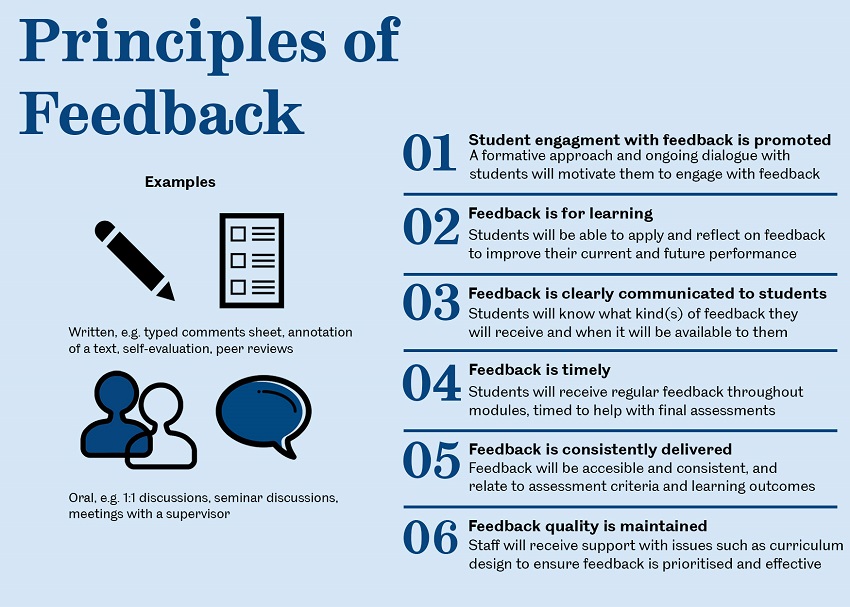 Principles of
Feedback
Examples
Written, e.g. typed comments sheet, annotation
of a text, self-evaluation, peer reviews
Oral, e.g. 1:1 discussions, seminar discussions,
meetings with a supervisor
01
Student engagment with feedback is promoted
A formative approach and ongoing dialogue with
students will motivate them to engage with feedback
02
Feedback is for learning
Students will be able to apply and reflect on feedback
to improve their current and future performance
03
Feedback is clearly communicated to students
Students will know what kind(s) of feedback they
will receive and when it will be available to them
04
Feedback is timely
Students will receive regular feedback throughout
modules, timed to help with final assessments
05
Feedback is consistently delivered
Feedback will be accesible and consistent, and
relate to assessment criteria and learning outcomes
06
Feedback quality is maintained
Staff will receive support with issues such as curriculum
design to ensure feedback is prioritised and effective